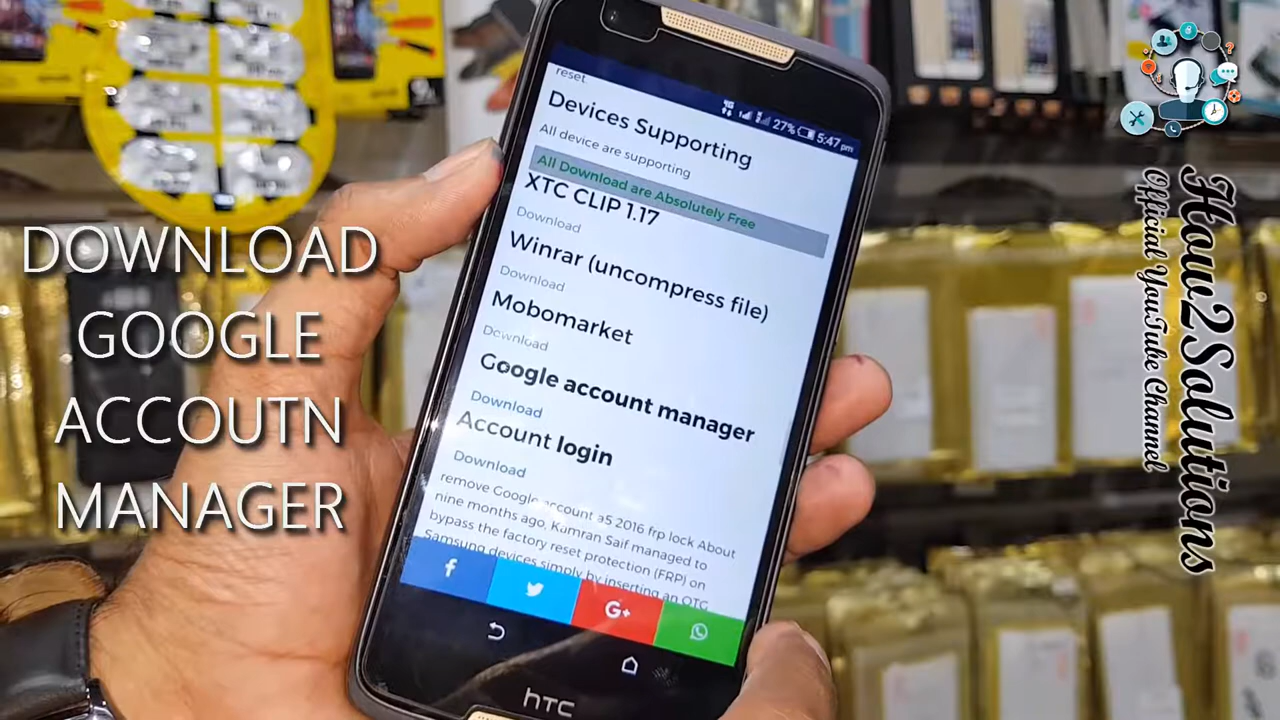 DOWNLOAD
GOOGLE
ACCOUTN
MANAGER
reset.
4G
27%
5:47 pm
Devices Supporting
All device are supporting
All Download are Absolutely Free
XTC CLIP 1.17
Download
Winrar (uncompress file)
Download
Mobomarket
Download
Google account manager
Download
Account login
Download
remove Google account a5 2016 frp lock About
nine months ago, Kamran Saif managed to
bypass the factory reset protection (FRP) on
Samsung devices simply by inserting an OTG
f
G+
hTC
How2Solutions
Official YouTube Channel